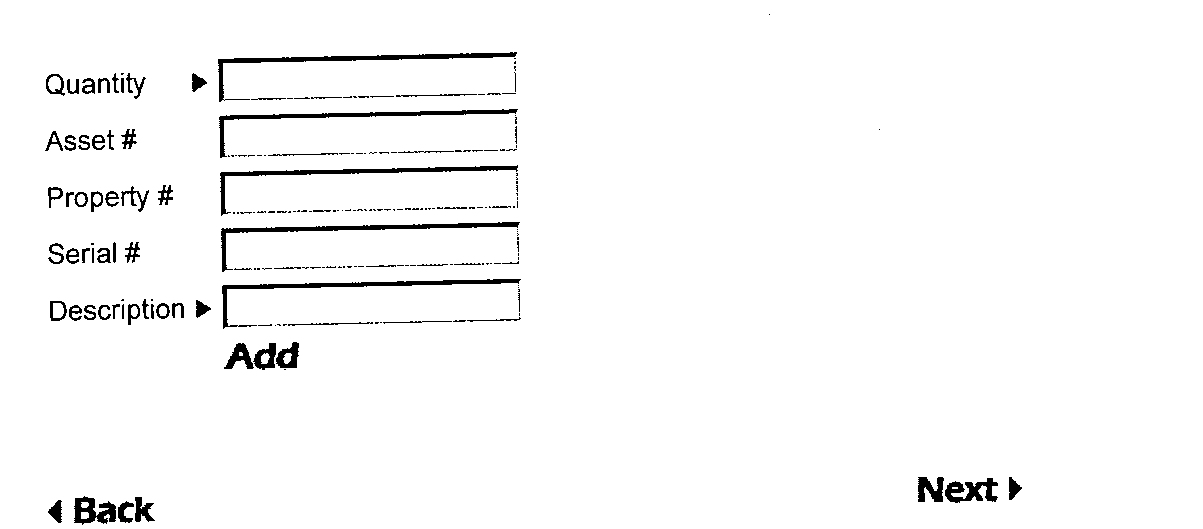 Quantity ▶
Asset #
Property #
Serial #
Description ▶
Add
◀ Back
Next ▶